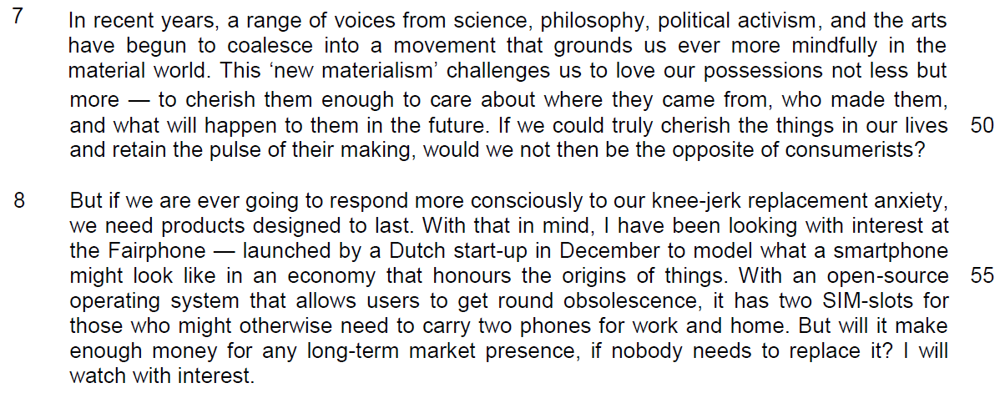 7 In recent years, a range of voices from science, philosophy, political activism, and the arts
have begun to coalesce into a movement that grounds us ever more mindfully in the
material world. This ‘new materialism’ challenges us to love our possessions not less but
more — to cherish them enough to care about where they came from, who made them,
and what will happen to them in the future. If we could truly cherish the things in our lives 50
and retain the pulse of their making, would we not then be the opposite of consumerists?
8 But if we are ever going to respond more consciously to our knee-jerk replacement anxiety,
we need products designed to last. With that in mind, I have been looking with interest at
the Fairphone — launched by a Dutch start-up in December to model what a smartphone
might look like in an economy that honours the origins of things. With an open-source 55
operating system that allows users to get round obsolescence, it has two SIM-slots for
those who might otherwise need to carry two phones for work and home. But will it make
enough money for any long-term market presence, if nobody needs to replace it? I will
watch with interest.